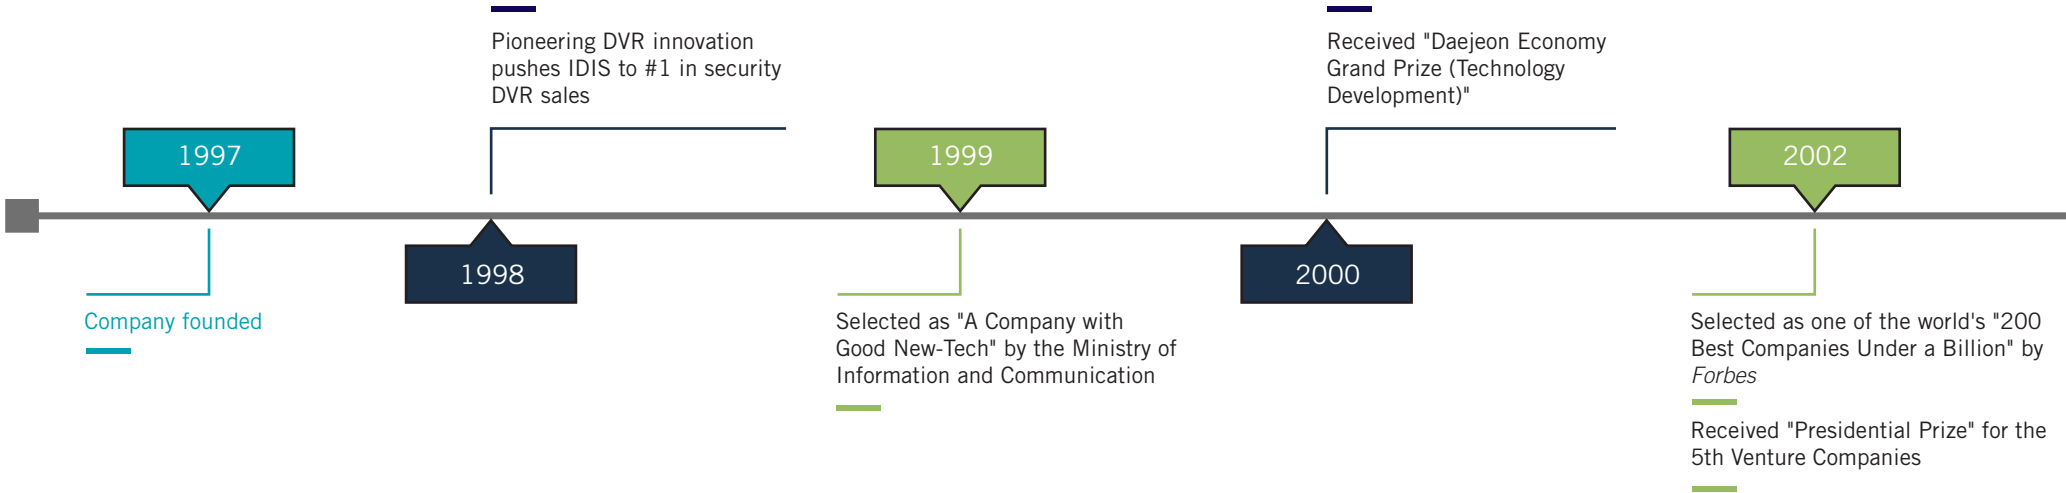 Pioneering DVR innovation
pushes IDIS to #1 in security
DVR sales
Received "Daejeon Economy
Grand Prize (Technology
Development)"
1997
1999
2002
1998
2000
Company founded
Selected as "A Company with
Good New-Tech" by the Ministry of
Information and Communication
Selected as one of the world's "200
Best Companies Under a Billion" by
Forbes
Received "Presidential Prize" for the
5th Venture Companies